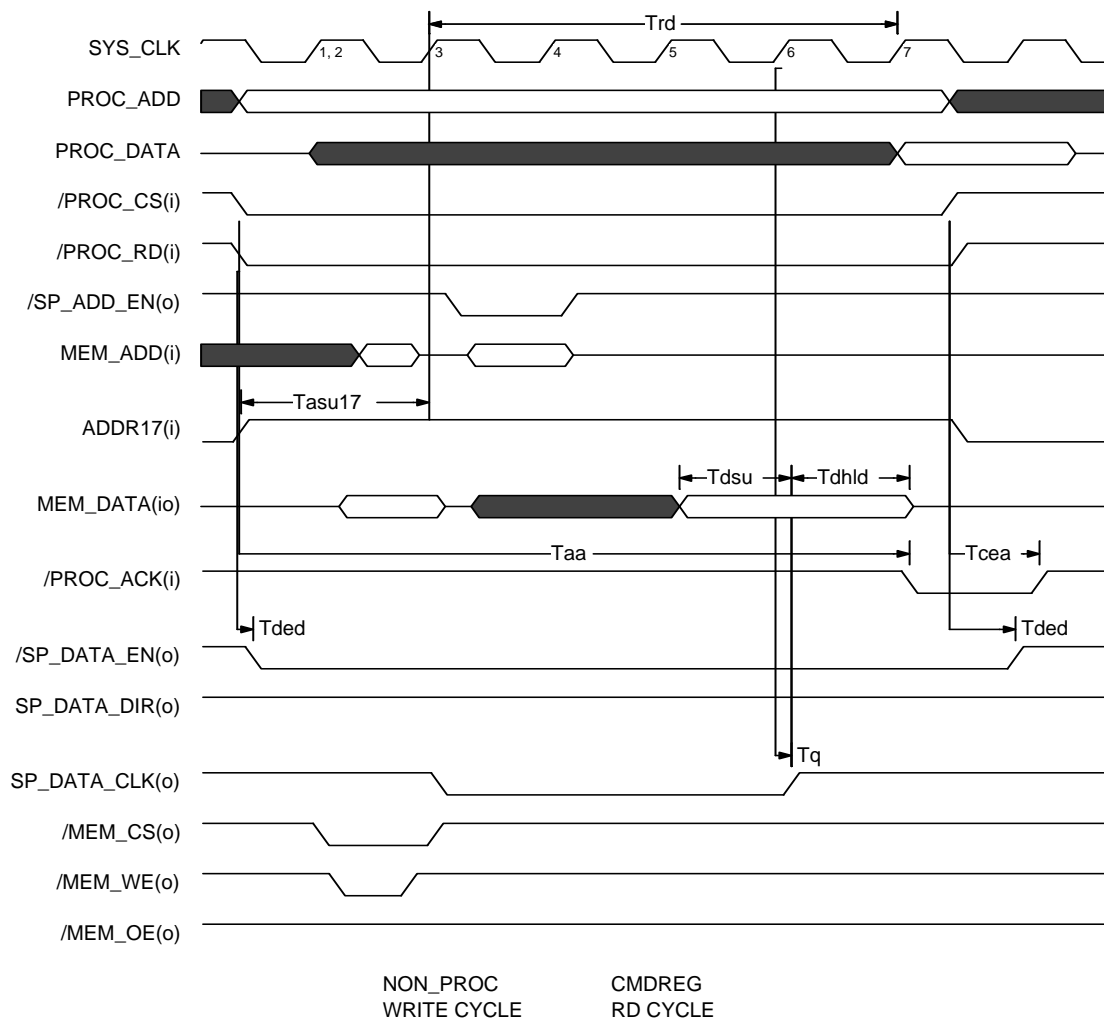 Trd
SYS_CLK
1, 2 3 4 5 6 7
PROC_ADD
PROC_DATA
/PROC_CS(i)
/PROC_RD(i)
/SP_ADD_EN(o)
MEM_ADD(i)
Tasu17
ADDR17(i)
Tdsu Tdhld
MEM_DATA(io)
Taa Tcea
/PROC_ACK(i)
Tded Tded
/SP_DATA_EN(o)
SP_DATA_DIR(o)
Tq
SP_DATA_CLK(o)
/MEM_CS(o)
/MEM_WE(o)
/MEM_OE(o)
NON_PROC CMDREG
WRITE CYCLE RD CYCLE